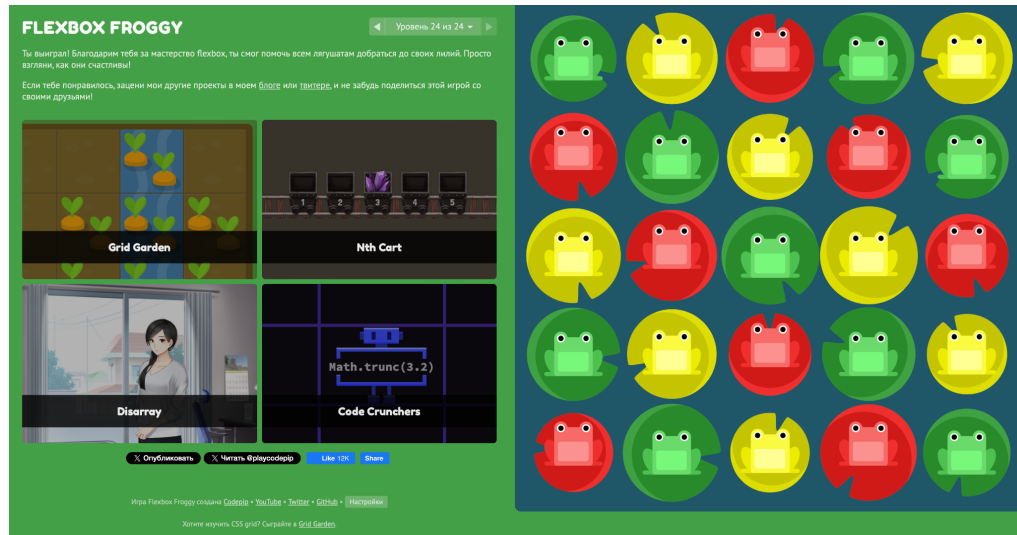 FLEXBOX FROGGY
Уровень 24 из 24
Ты выиграл! Благодарим тебя за мастерство flexbox, ты смог помочь всем лягушатам добраться до своих лилий. Просто
взгляни, как они счастливы!
Если тебе понравилось, зацени мои другие проекты в моем блоге или твитере, и не забудь поделиться этой игрой со
своими друзьями!
Grid Garden
1 2 3 4 5
Nth Cart
Disarray
Math.trunc(3.2)
Code Crunchers
X Опубликовать X Читать @playcodepip Like 12K Share
Игра Flexbox Froggy создана Codepip • YouTube • Twitter • GitHub • Настройки
Хотите изучить CSS grid? Сыграйте в Grid Garden.